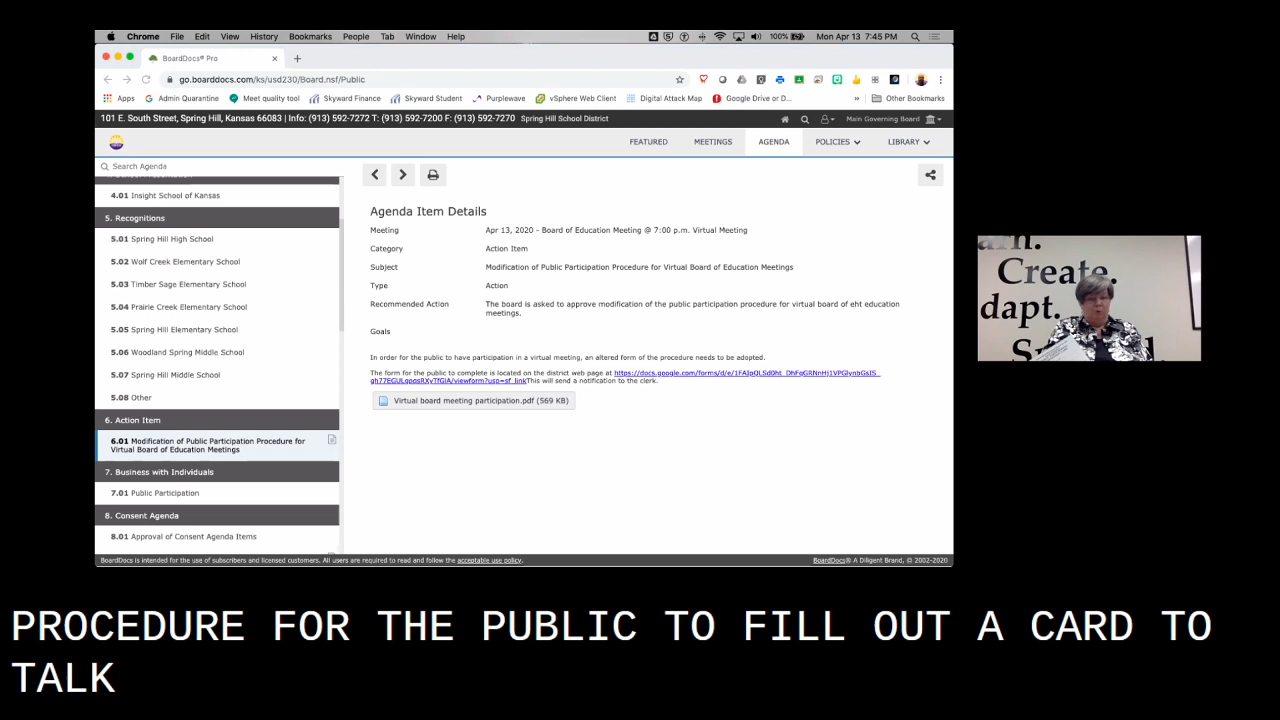 Chrome File Edit View History Bookmarks People Tab Window Help 100% Mon Apr 13 7:45 PM
BoardDocs® Pro
go.boarddocs.com/ks/usd230/Board.nsf/Public
Apps Admin Quarantine Meet quality tool Skyward Finance Skyward Student Purplewave vSphere Web Client Digital Attack Map Google Drive or D... » Other Bookmarks
101 E. South Street, Spring Hill, Kansas 66083 | Info: (913) 592-7272 T: (913) 592-7200 F: (913) 592-7270 Spring Hill School District Main Governing Board
FEATURED MEETINGS AGENDA POLICIES LIBRARY
Search Agenda
4.01 Insight School of Kansas
5. Recognitions
5.01 Spring Hill High School
5.02 Wolf Creek Elementary School
5.03 Timber Sage Elementary School
5.04 Prairie Creek Elementary School
5.05 Spring Hill Elementary School
5.06 Woodland Spring Middle School
5.07 Spring Hill Middle School
5.08 Other
6. Action Item
6.01 Modification of Public Participation Procedure for
Virtual Board of Education Meetings
7. Business with Individuals
7.01 Public Participation
8. Consent Agenda
8.01 Approval of Consent Agenda Items
Agenda Item Details
Meeting Apr 13, 2020 - Board of Education Meeting @ 7:00 p.m. Virtual Meeting
Category Action Item
Subject Modification of Public Participation Procedure for Virtual Board of Education Meetings
Type Action
Recommended Action The board is asked to approve modification of the public participation procedure for virtual board of eht education
meetings.
Goals
In order for the public to have participation in a virtual meeting, an altered form of the procedure needs to be adopted.
The form for the public to complete is located on the district web page at
This will send a notification to the clerk.
Virtual board meeting participation.pdf (569 KB)
BoardDocs is intended for the use of subscribers and licensed customers. All users are required to read and follow the acceptable use policy. BoardDocs® A Diligent Brand, © 2002-2020
Create.
dapt.
PROCEDURE FOR THE PUBLIC TO FILL OUT A CARD TO
TALK